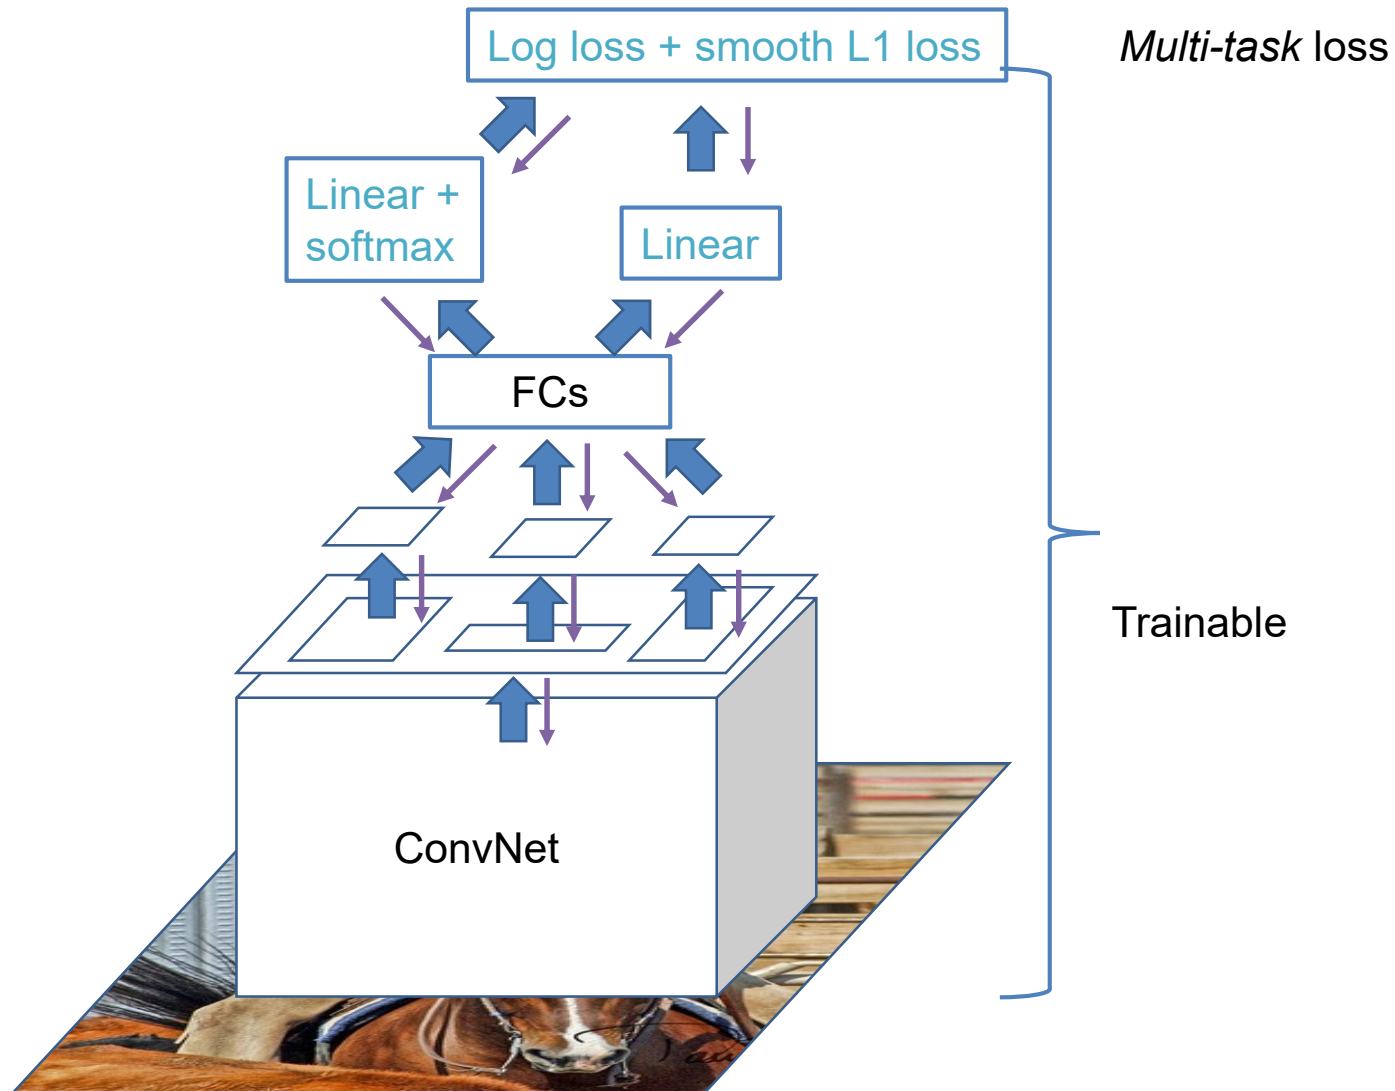 Log loss + smooth L1 loss
Multi-task loss
Linear +
softmax
Linear
FCs
Trainable
ConvNet